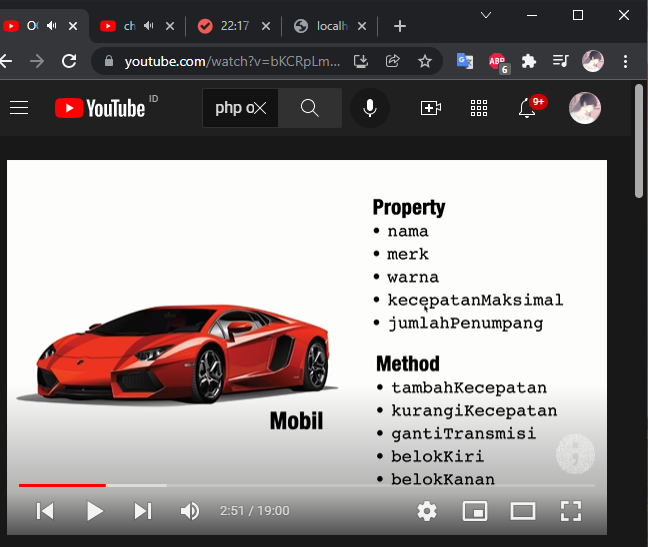 O
ch
22:17
localh
youtube.com/watch?v=bKCRpLm...
ABP
6
YouTube ID
php o
9+
Property
• nama
• merk
• warna
• kecepatanMaksimal
• jumlahPenumpang
Method
• tambahKecepatan
• kurangiKecepatan
• gantiTransmisi
• belokKiri
• belokKanan
Mobil
2:51 / 19:00